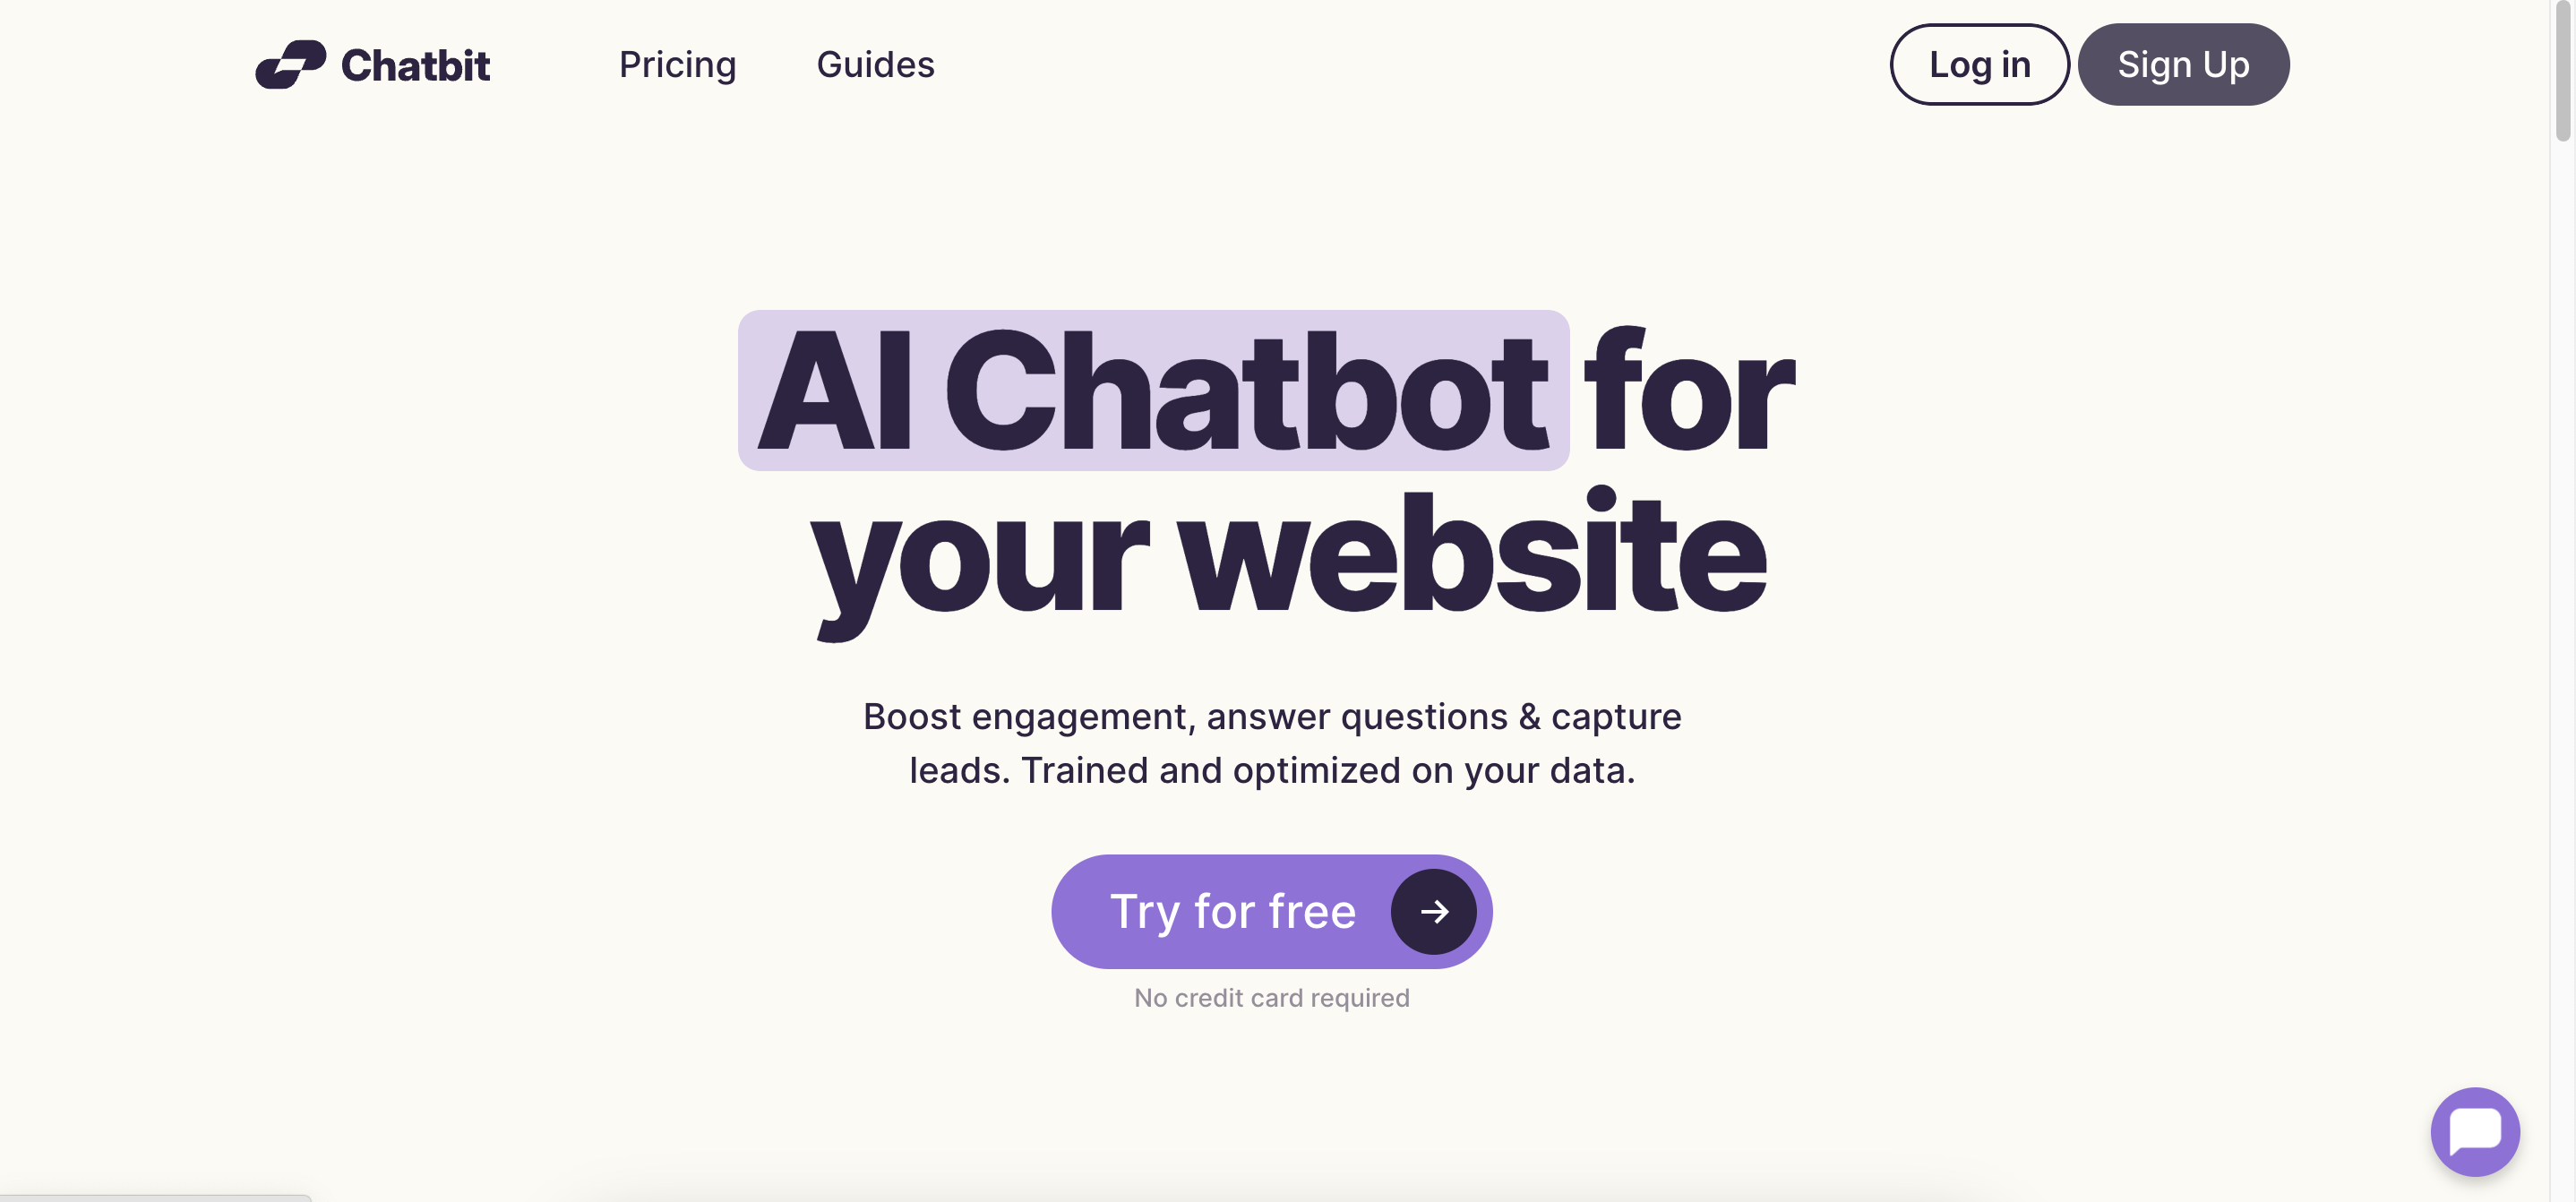 Chatbit
Pricing
Guides
Log in
Sign Up
AI Chatbot for
your website
Boost engagement, answer questions & capture
leads. Trained and optimized on your data.
Try for free
No credit card required